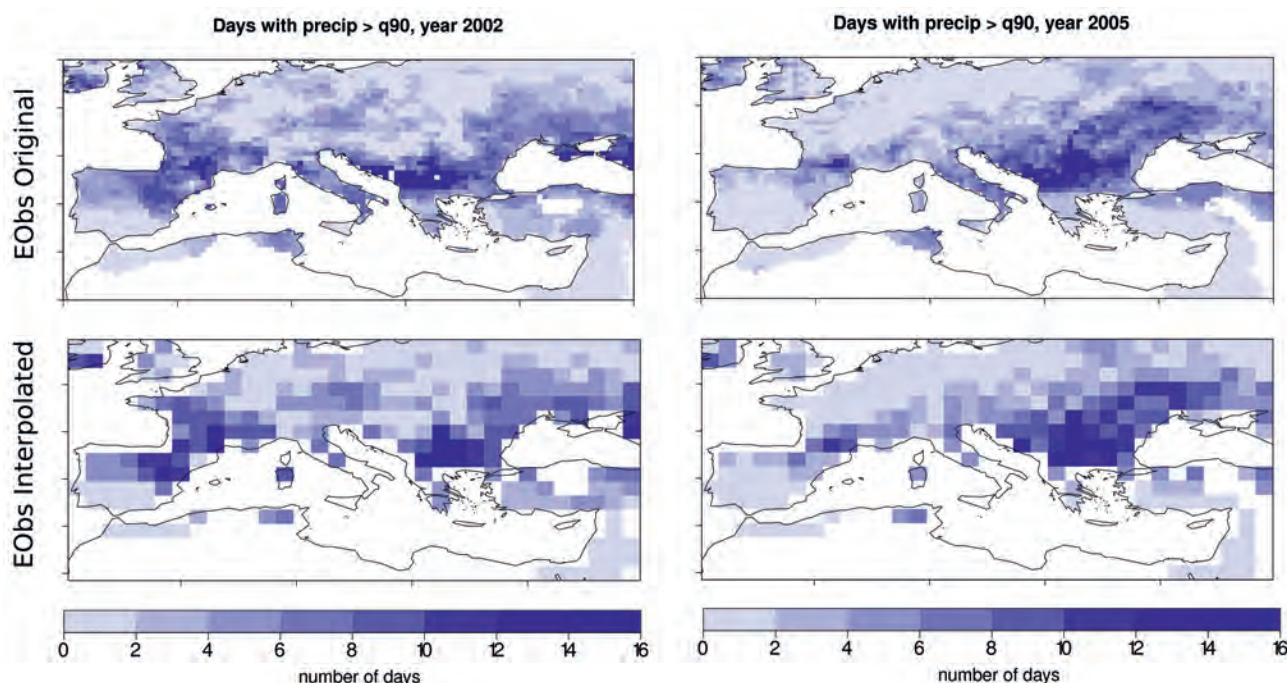 Days with precip > q90, year 2002
Days with precip > q90, year 2005
EObs Original
EObs Interpolated
0 2 4 6 8 10 12 14 16
number of days
0 2 4 6 8 10 12 14 16
number of days